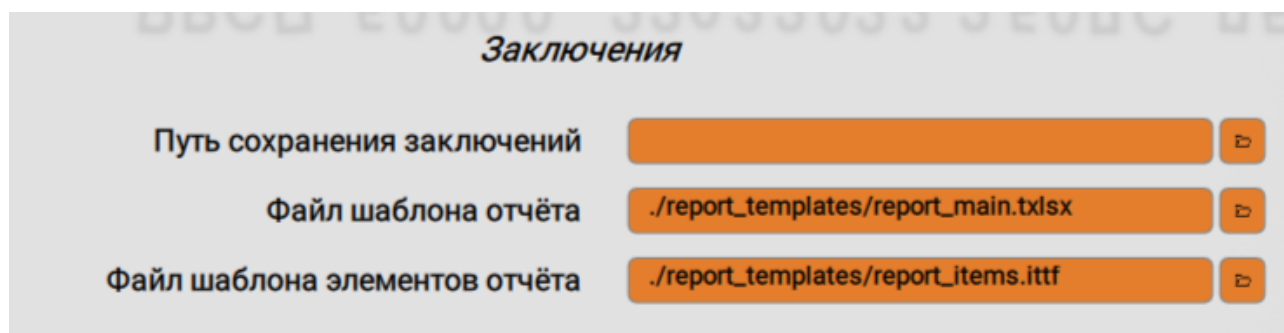 Заключения
Путь сохранения заключений
Файл шаблона отчёта ./report_templates/report_main.txlsx
Файл шаблона элементов отчёта ./report_templates/report_items.ittf